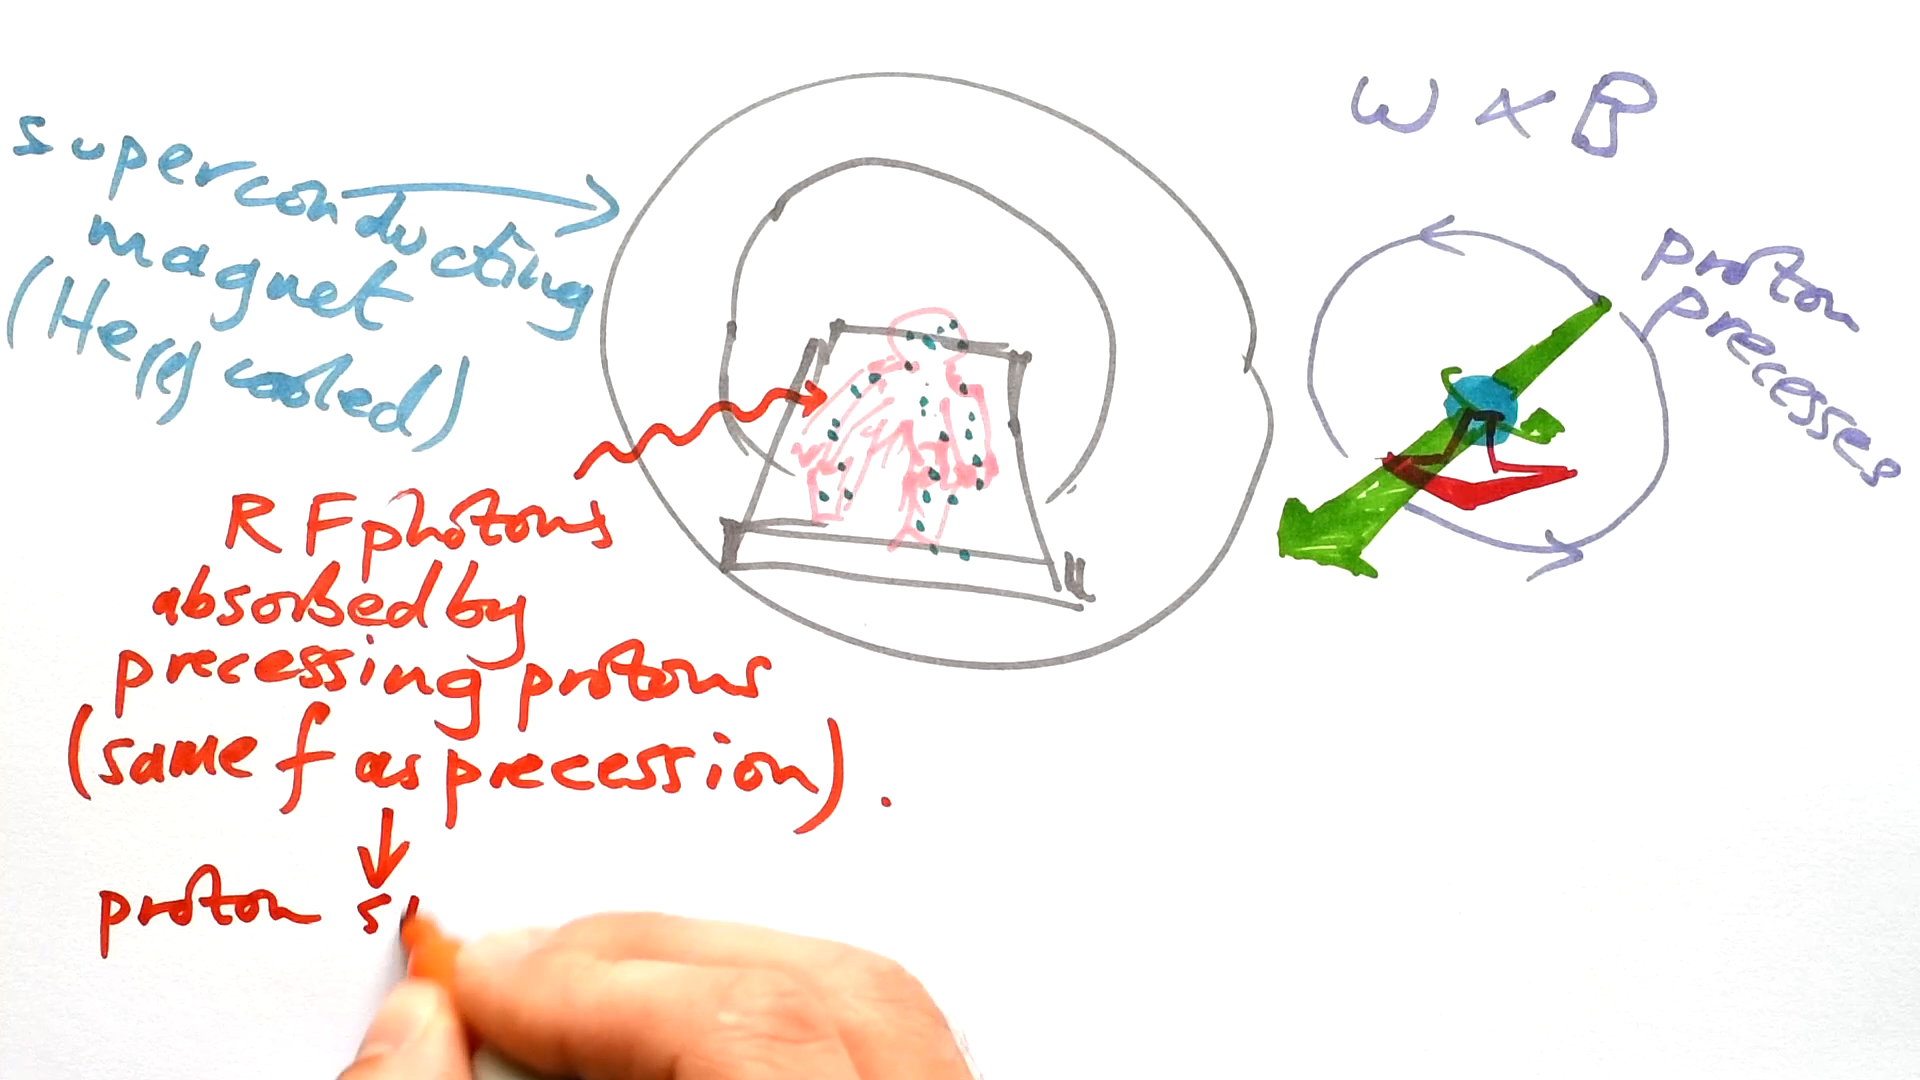 superconducting
magnet
(He(l) cooled)
RF photons
absorbed by
precessing protons
(same f as precession).
↓
proton s
ω ∝ B
proton
precesses